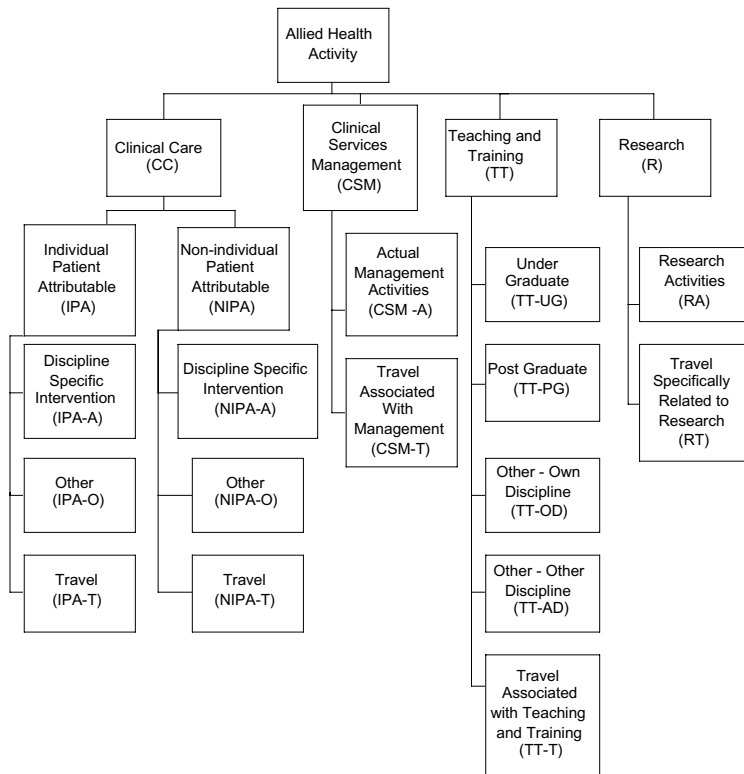 Allied Health
Activity
Clinical Care
(CC)
Clinical
Services
Management
(CSM)
Teaching and
Training
(TT)
Research
(R)
Individual
Patient
Attributable
(IPA)
Non-individual
Patient
Attributable
(NIPA)
Actual
Management
Activities
(CSM -A)
Under
Graduate
(TT-UG)
Research
Activities
(RA)
Discipline
Specific
Intervention
(IPA-A)
Discipline Specific
Intervention
(NIPA-A)
Travel
Associated
With
Management
(CSM-T)
Post Graduate
(TT-PG)
Travel
Specifically
Related to
Research
(RT)
Other
(IPA-O)
Other
(NIPA-O)
Other - Own
Discipline
(TT-OD)
Travel
(IPA-T)
Travel
(NIPA-T)
Other - Other
Discipline
(TT-AD)
Travel
Associated
with Teaching
and Training
(TT-T)